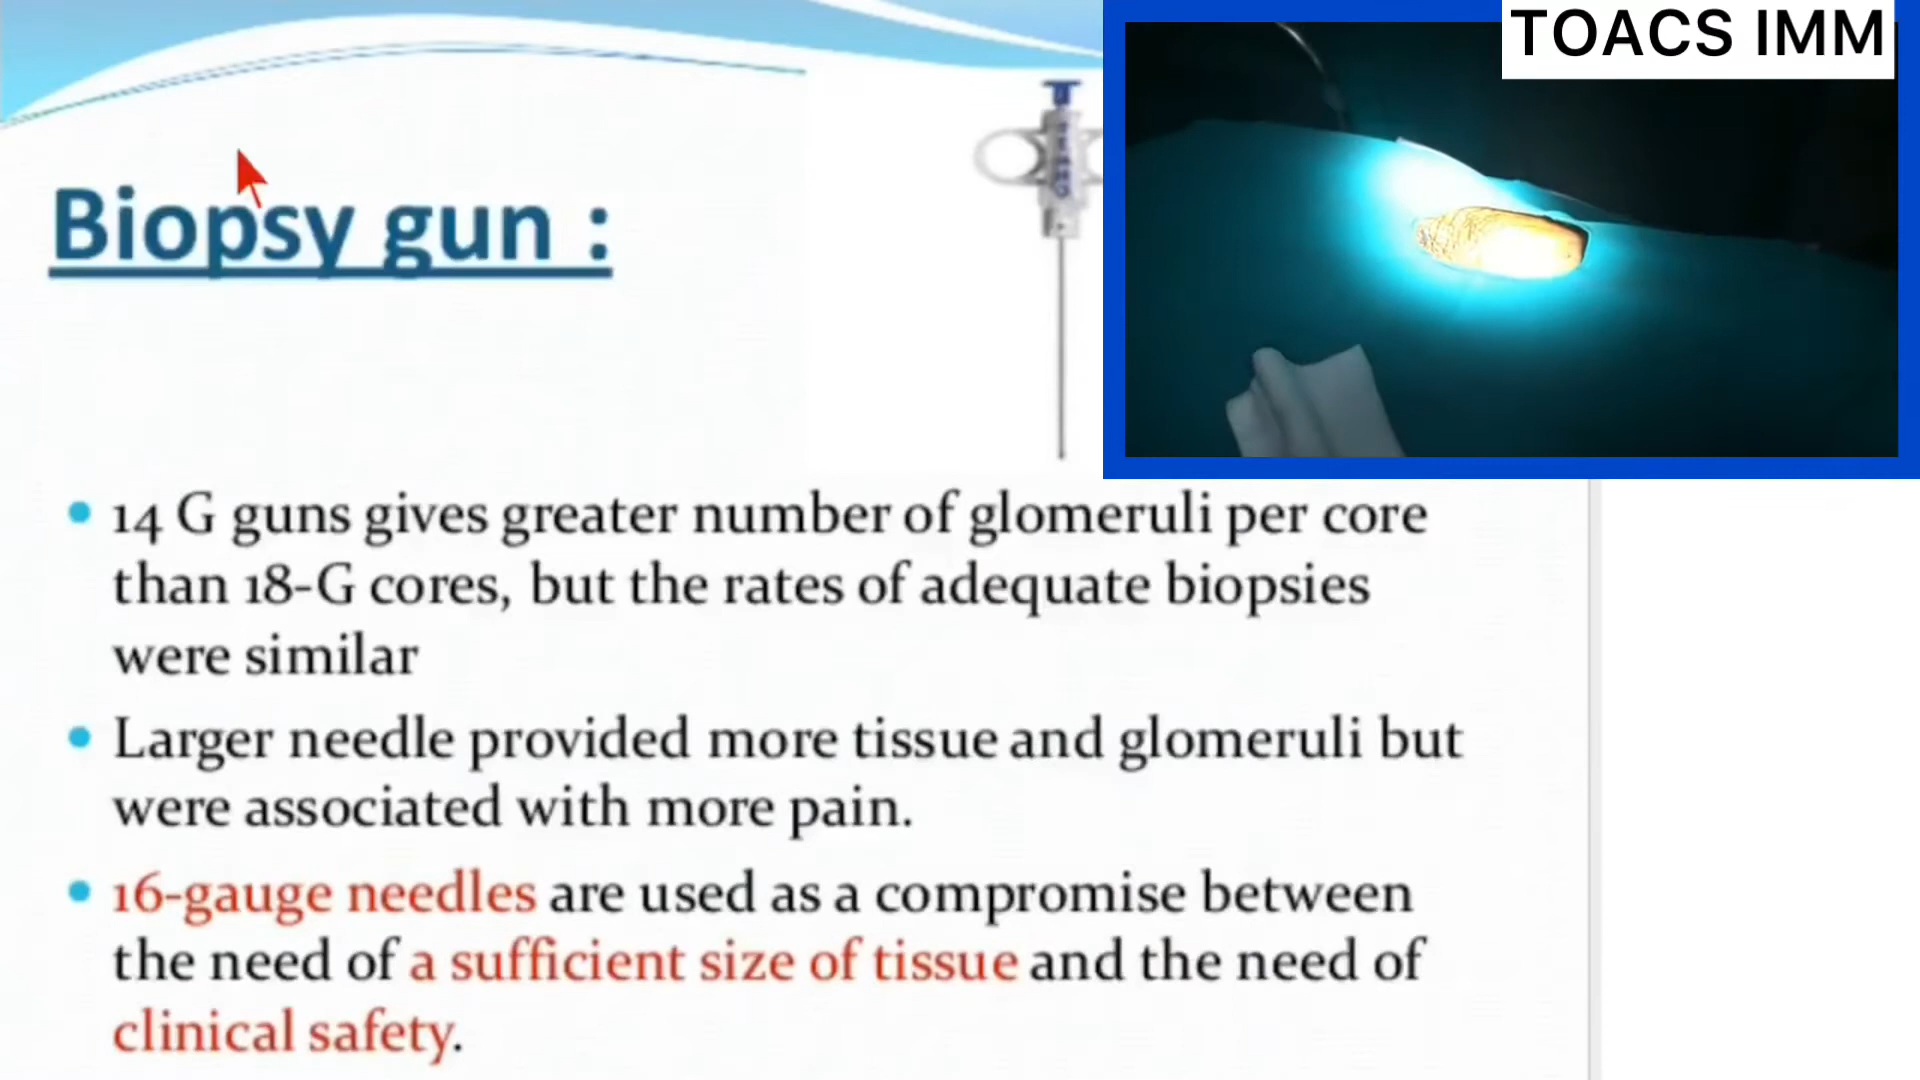 TOACS IMM
Biopsy gun :
14 G guns gives greater number of glomeruli per core
than 18-G cores, but the rates of adequate biopsies
were similar
Larger needle provided more tissue and glomeruli but
were associated with more pain.
16-gauge needles are used as a compromise between
the need of a sufficient size of tissue and the need of
clinical safety.